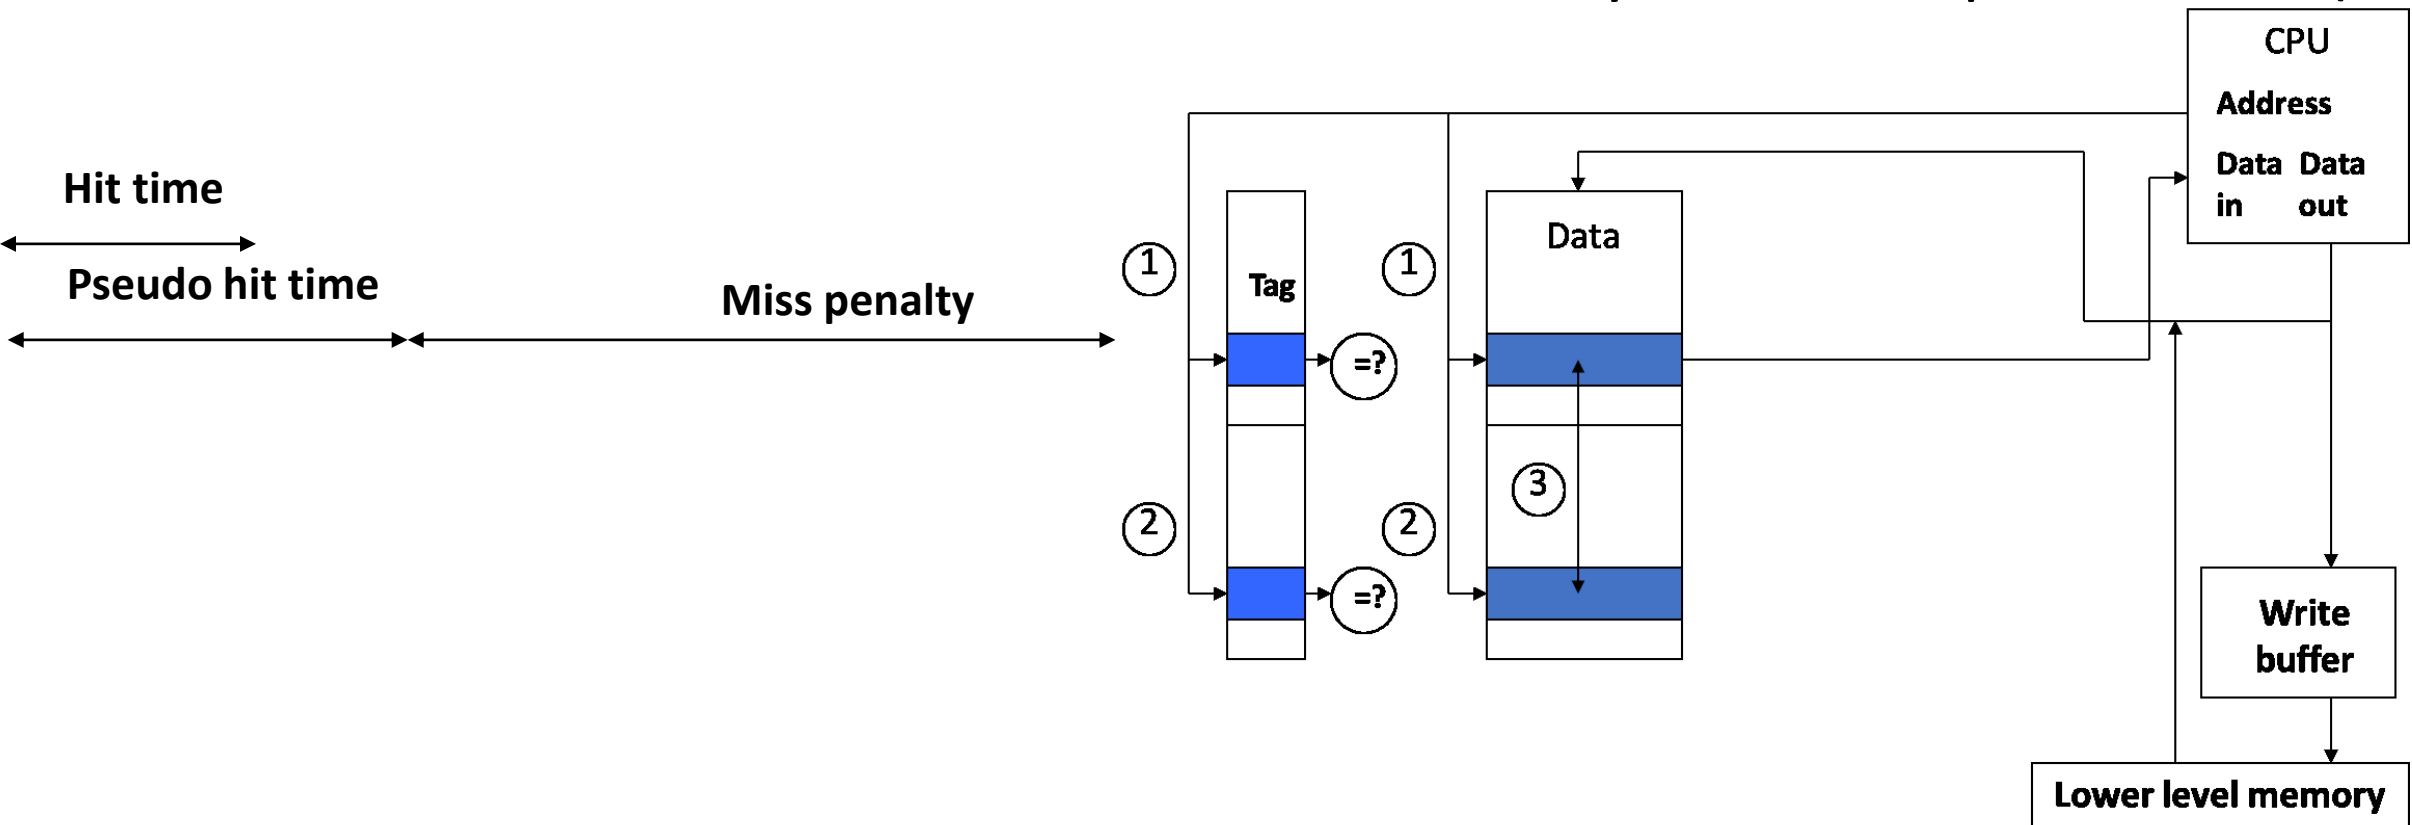 Hit time
Pseudo hit time
Miss penalty
CPU
Address
Data Data
in out
1
1
Tag
Data
=?
2
2
3
=?
Write
buffer
Lower level memory